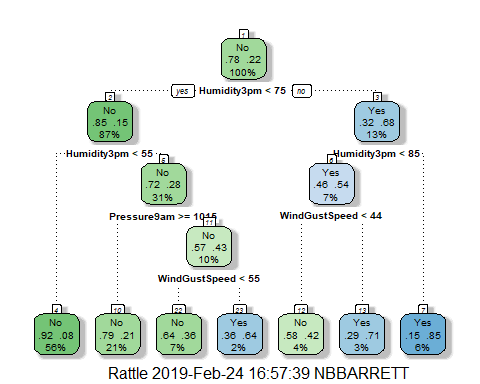 1
No
.78 .22
100%
yes Humidity3pm < 75 no
2
No
.85 .15
87%
3
Yes
.32 .68
13%
Humidity3pm < 55
Humidity3pm < 85
5
No
.72 .28
31%
6
Yes
.46 .54
7%
Pressure9am >= 1015
WindGustSpeed < 44
11
No
.57 .43
10%
WindGustSpeed < 55
4
No
.92 .08
56%
10
No
.79 .21
21%
22
No
.64 .36
7%
23
Yes
.36 .64
2%
12
No
.58 .42
4%
13
Yes
.29 .71
3%
7
Yes
.15 .85
6%
Rattle 2019-Feb-24 16:57:39 NBBARRETT